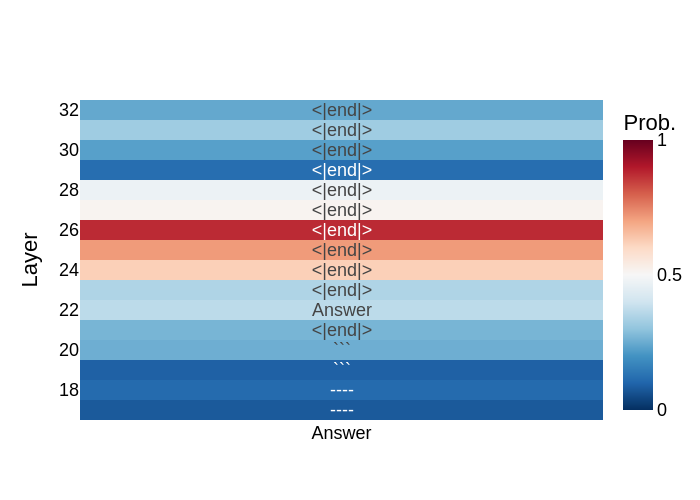 32 <|end|>
<|end|>
Prob.
30 <|end|> 1
<|end|>
28 <|end|>
<|end|>
26 <|end|>
<|end|>
24 <|end|> 0.5
<|end|>
22 Answer
<|end|>
20 ```
```
18 ----
---- 0
Layer
Answer